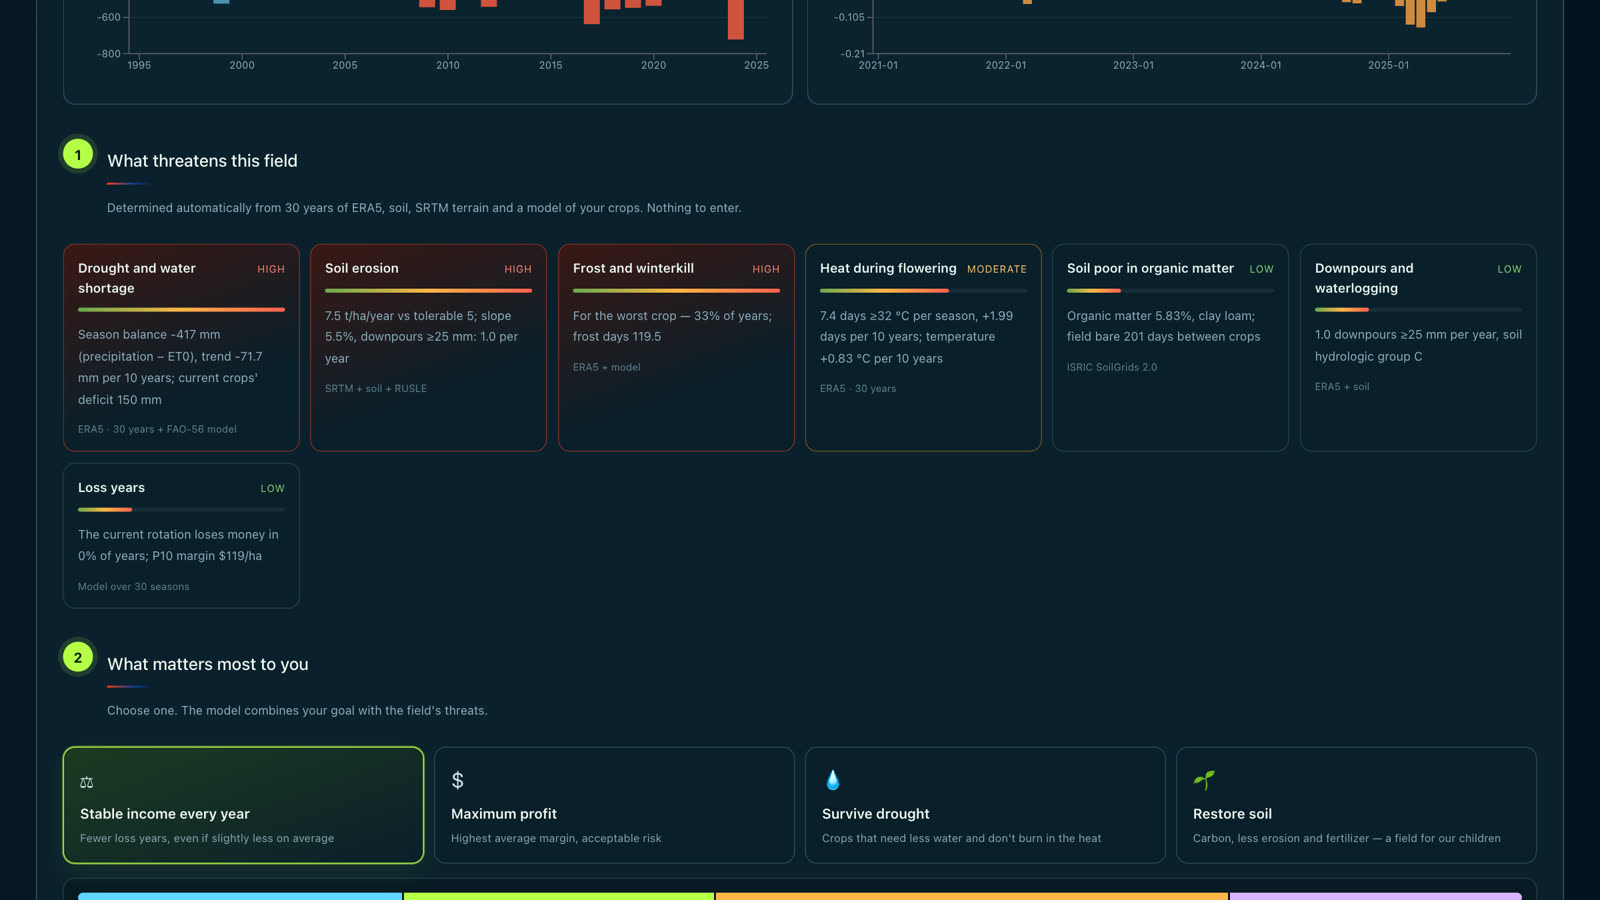 -600
-800
1995 2000 2005 2010 2015 2020 2025
-0.105
-0.21
2021-01 2022-01 2023-01 2024-01 2025-01
1
What threatens this field
Determined automatically from 30 years of ERA5, soil, SRTM terrain and a model of your crops. Nothing to enter.
Drought and water
shortage
HIGH
Season balance -417 mm
(precipitation − ET0), trend -71.7
mm per 10 years; current crops'
deficit 150 mm
ERA5 · 30 years + FAO-56 model
Soil erosion
HIGH
7.5 t/ha/year vs tolerable 5; slope
5.5%, downpours ≥25 mm: 1.0 per
year
SRTM + soil + RUSLE
Frost and winterkill
HIGH
For the worst crop — 33% of years;
frost days 119.5
ERA5 + model
Heat during flowering
MODERATE
7.4 days ≥32 °C per season, +1.99
days per 10 years; temperature
+0.83 °C per 10 years
ERA5 · 30 years
Soil poor in organic matter
LOW
Organic matter 5.83%, clay loam;
field bare 201 days between crops
ISRIC SoilGrids 2.0
Downpours and
waterlogging
LOW
1.0 downpours ≥25 mm per year, soil
hydrologic group C
ERA5 + soil
Loss years
LOW
The current rotation loses money in
0% of years; P10 margin $119/ha
Model over 30 seasons
2
What matters most to you
Choose one. The model combines your goal with the field's threats.
Stable income every year
Fewer loss years, even if slightly less on average
$
Maximum profit
Highest average margin, acceptable risk
Survive drought
Crops that need less water and don't burn in the heat
Restore soil
Carbon, less erosion and fertilizer — a field for our children